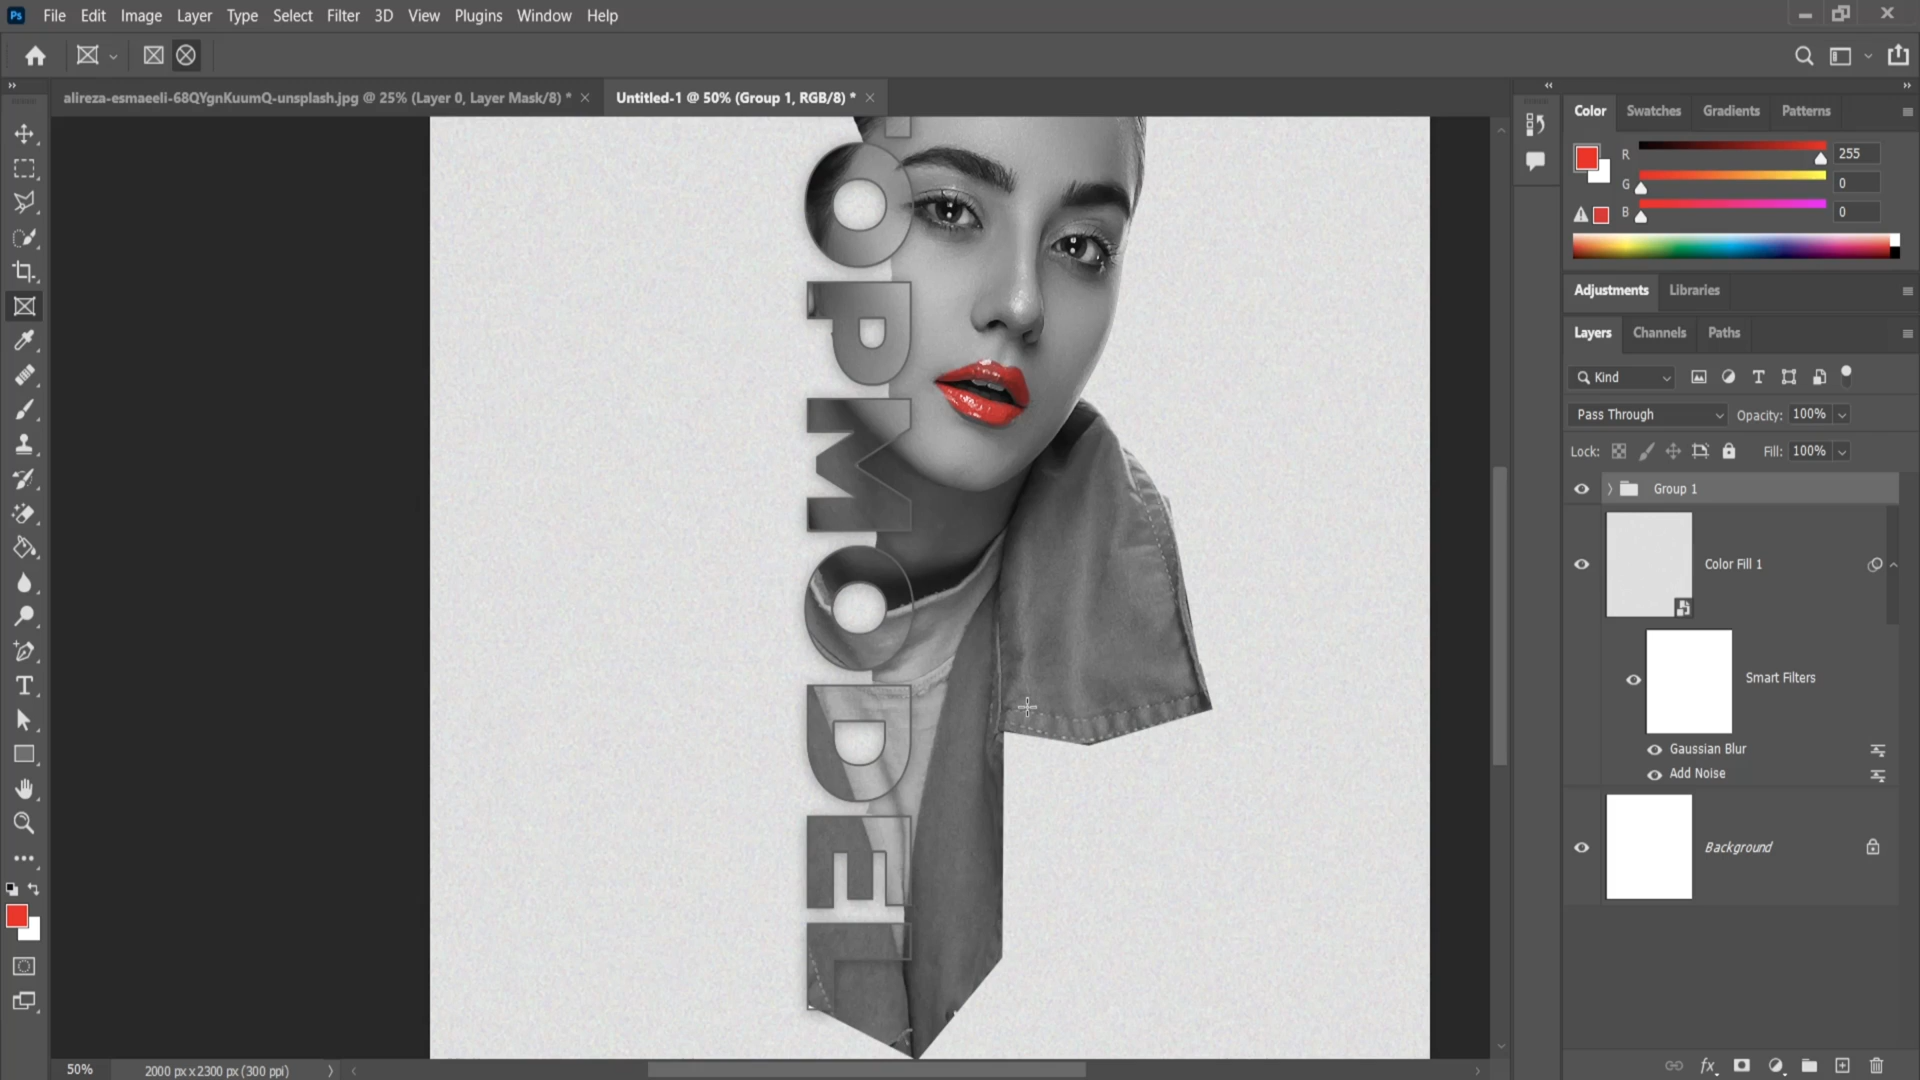 Ps File Edit Image Layer Type Select Filter 3D View Plugins Window Help
alireza-esmaeeli-68QYgnKuumQ-unsplash.jpg @ 25% (Layer 0, Layer Mask/8) *
Untitled-1 @ 50% (Group 1, RGB/8) *
Color Swatches Gradients Patterns
R 255
G 0
B 0
Adjustments Libraries
Layers Channels Paths
Kind
Pass Through Opacity: 100%
Lock: Fill: 100%
Group 1
Color Fill 1
Smart Filters
Gaussian Blur
Add Noise
Background
OPMODEL
50% 2000 px x 2300 px (300 ppi)